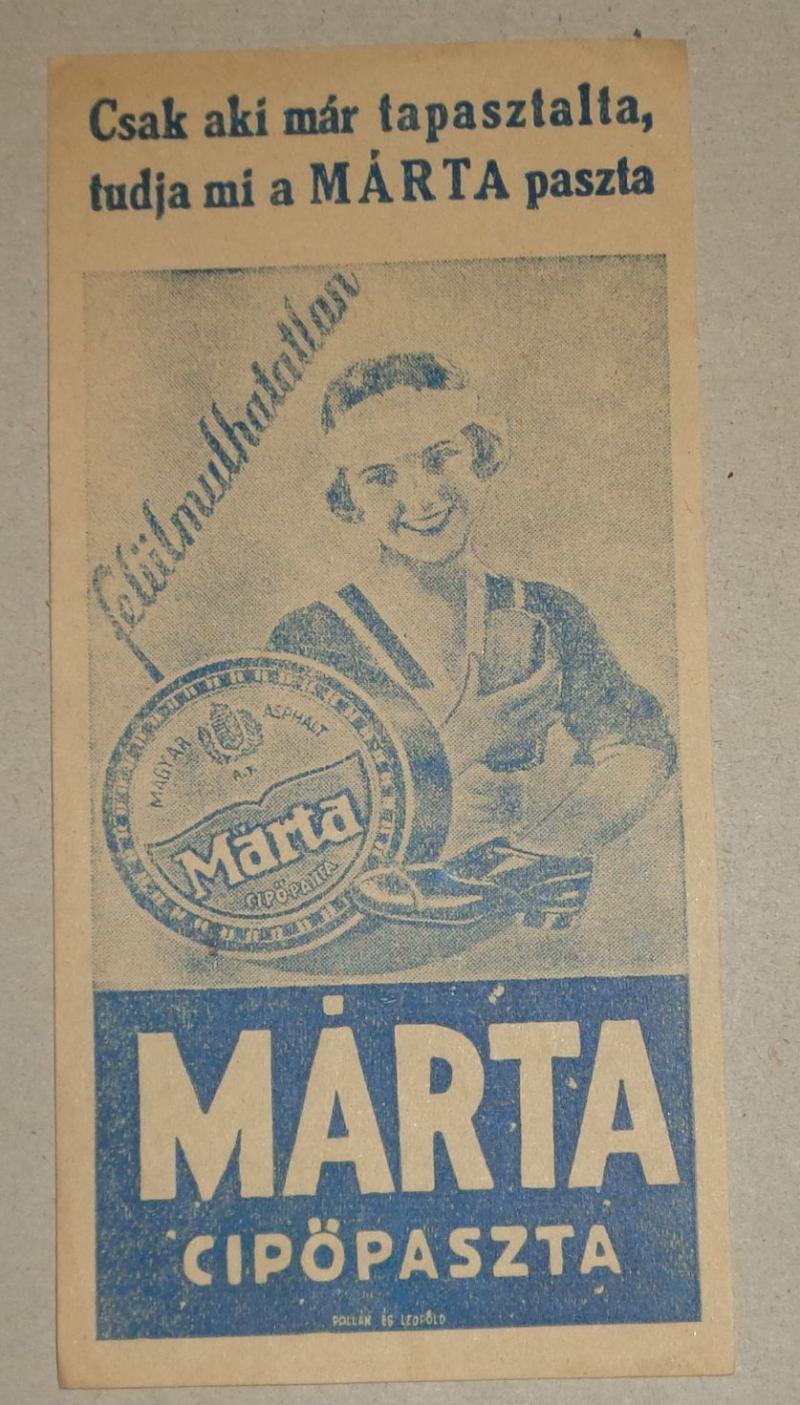 Csak aki már tapasztalta,
tudja mi a MÁRTA paszta
felülmulhatatlan
MAGYAR ASPHALT
R.T.
Márta
CIPŐPASZTA
MÁRTA
CIPŐPASZTA
POLLÁK ÉS LEOPÓLD